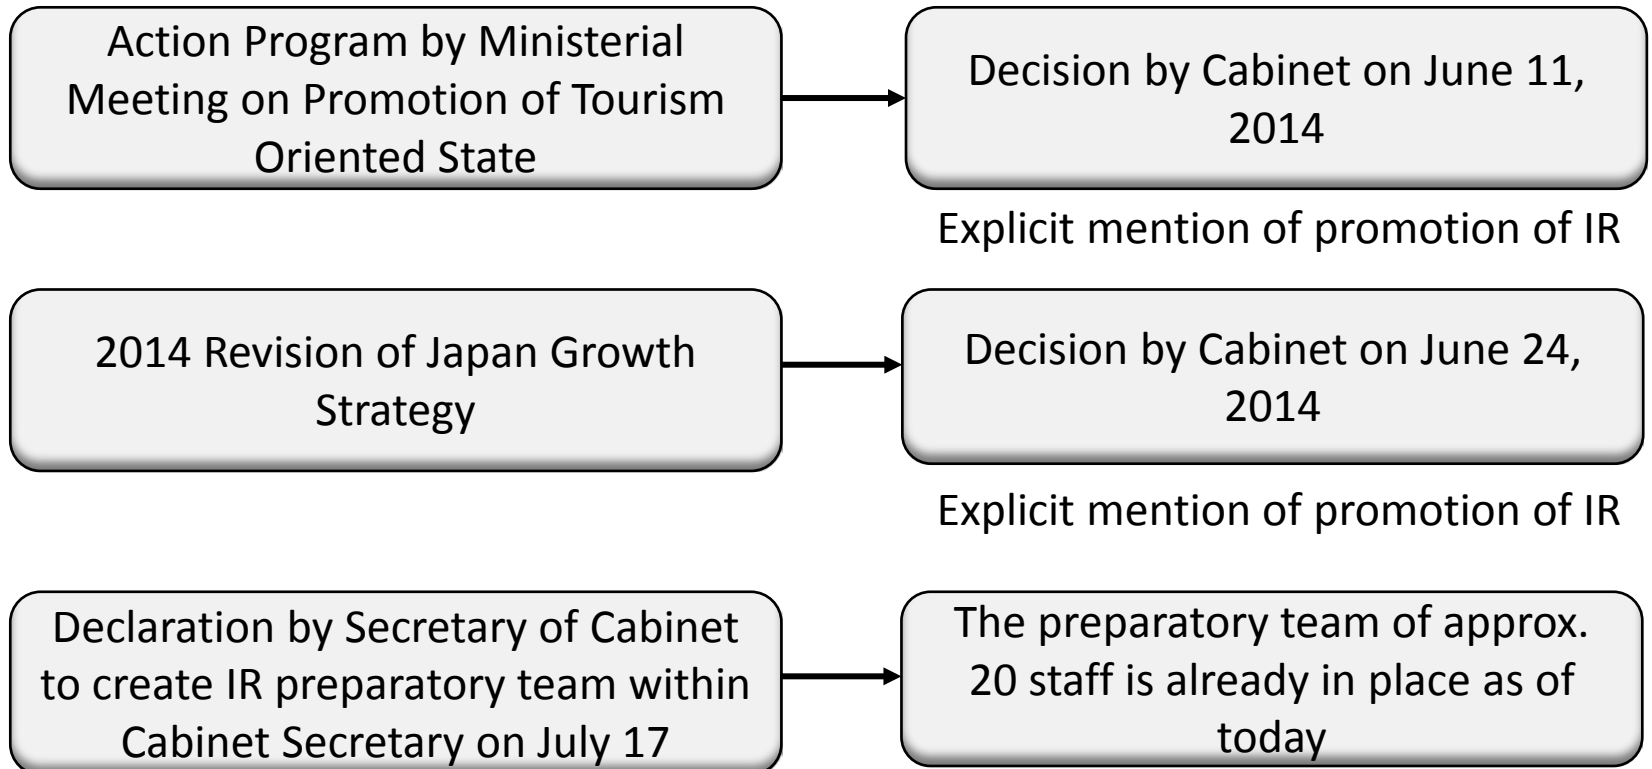 Action Program by Ministerial
Meeting on Promotion of Tourism
Oriented State
Decision by Cabinet on June 11,
2014
Explicit mention of promotion of IR
2014 Revision of Japan Growth
Strategy
Decision by Cabinet on June 24,
2014
Explicit mention of promotion of IR
Declaration by Secretary of Cabinet
to create IR preparatory team within
Cabinet Secretary on July 17
The preparatory team of approx.
20 staff is already in place as of
today